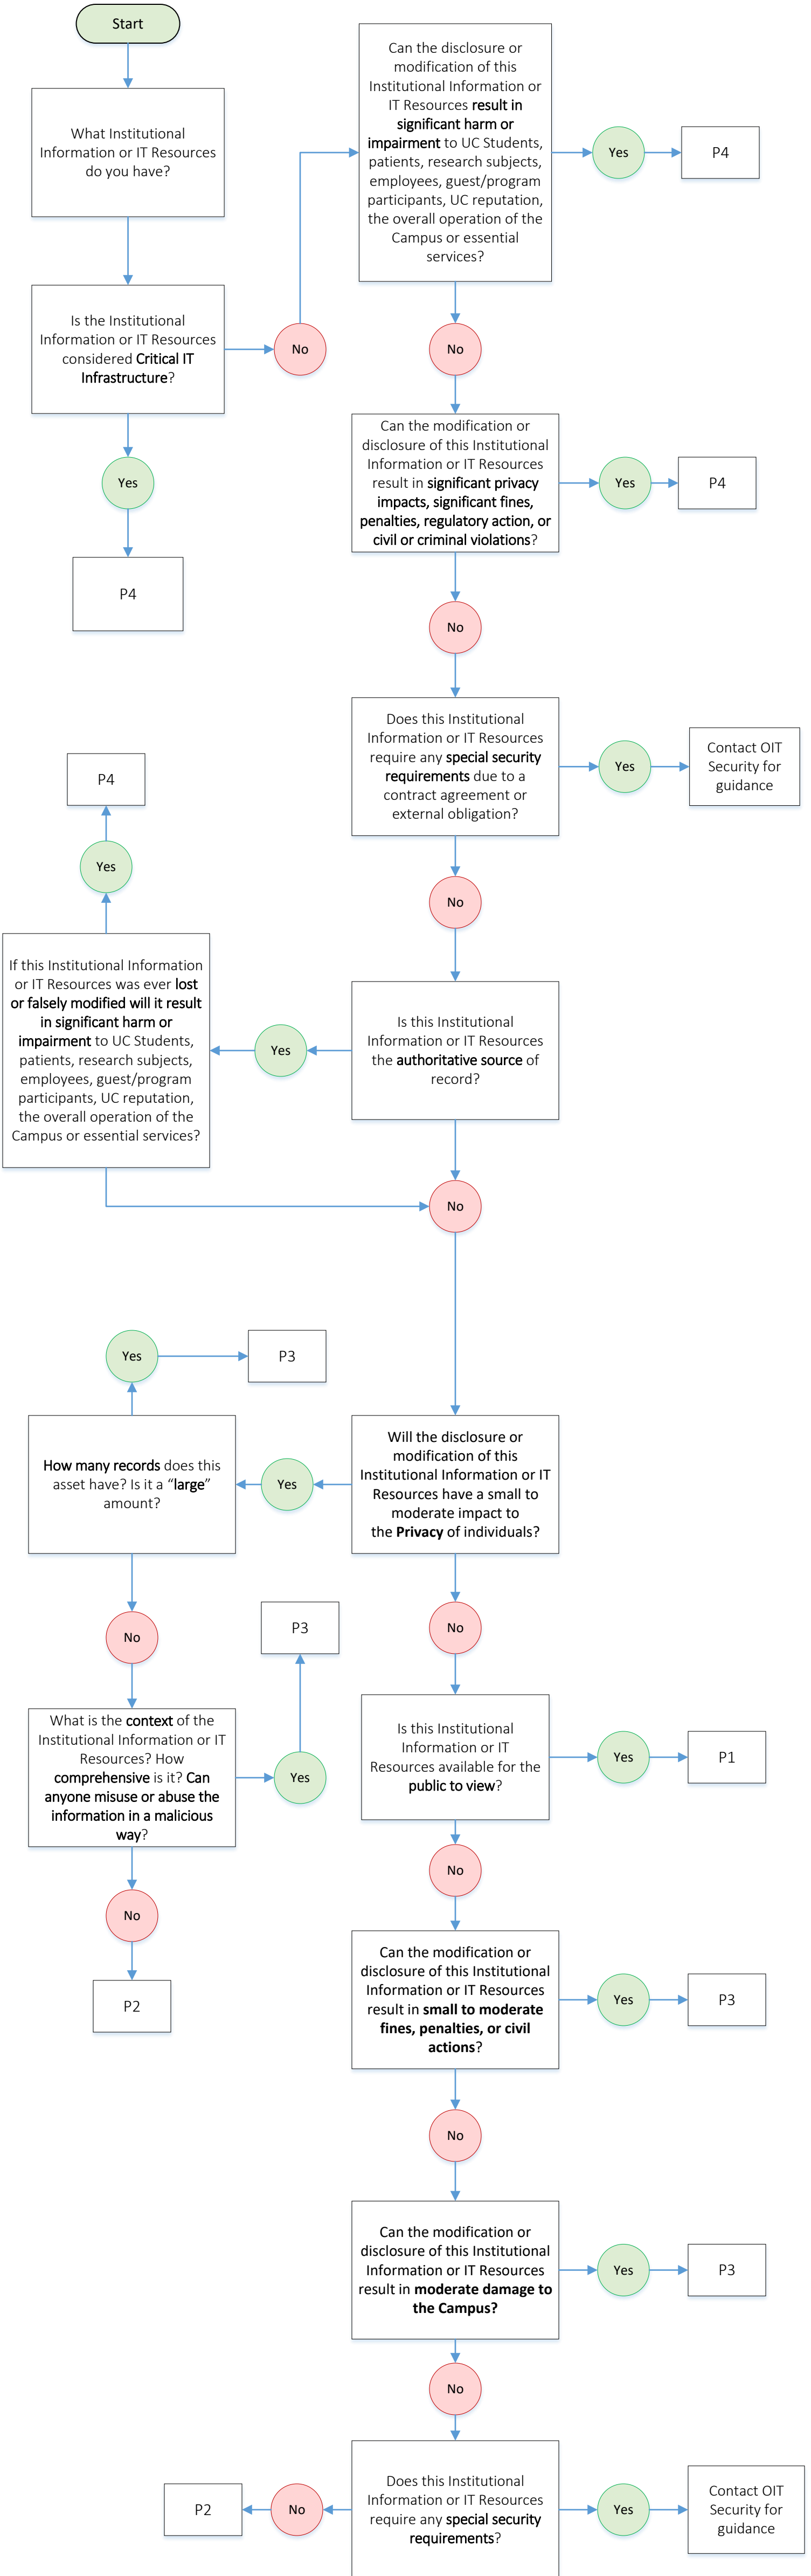 Start
What Institutional
Information or IT Resources
do you have?
Is the Institutional
Information or IT Resources
considered Critical IT
Infrastructure?
No
Yes
P4
Can the disclosure or
modification of this
Institutional Information or
IT Resources result in
significant harm or
impairment to UC Students,
patients, research subjects,
employees, guest/program
participants, UC reputation,
the overall operation of the
Campus or essential
services?
Yes
P4
No
Can the modification or
disclosure of this Institutional
Information or IT Resources
result in significant privacy
impacts, significant fines,
penalties, regulatory action, or
civil or criminal violations?
Yes
P4
No
Does this Institutional
Information or IT Resources
require any special security
requirements due to a
contract agreement or
external obligation?
Yes
Contact OIT
Security for
guidance
No
Is this Institutional
Information or IT Resources
the authoritative source of
record?
Yes
If this Institutional Information
or IT Resources was ever lost
or falsely modified will it result
in significant harm or
impairment to UC Students,
patients, research subjects,
employees, guest/program
participants, UC reputation,
the overall operation of the
Campus or essential services?
Yes
P4
No
Will the disclosure or
modification of this
Institutional Information or IT
Resources have a small to
moderate impact to
the Privacy of individuals?
Yes
How many records does this
asset have? Is it a “large”
amount?
Yes
P3
No
What is the context of the
Institutional Information or IT
Resources? How
comprehensive is it? Can
anyone misuse or abuse the
information in a malicious
way?
Yes
P3
No
P2
No
Is this Institutional
Information or IT
Resources available for the
public to view?
Yes
P1
No
Can the modification or
disclosure of this Institutional
Information or IT Resources
result in small to moderate
fines, penalties, or civil
actions?
Yes
P3
No
Can the modification or
disclosure of this Institutional
Information or IT Resources
result in moderate damage to
the Campus?
Yes
P3
No
Does this Institutional
Information or IT Resources
require any special security
requirements?
No
P2
Yes
Contact OIT
Security for
guidance